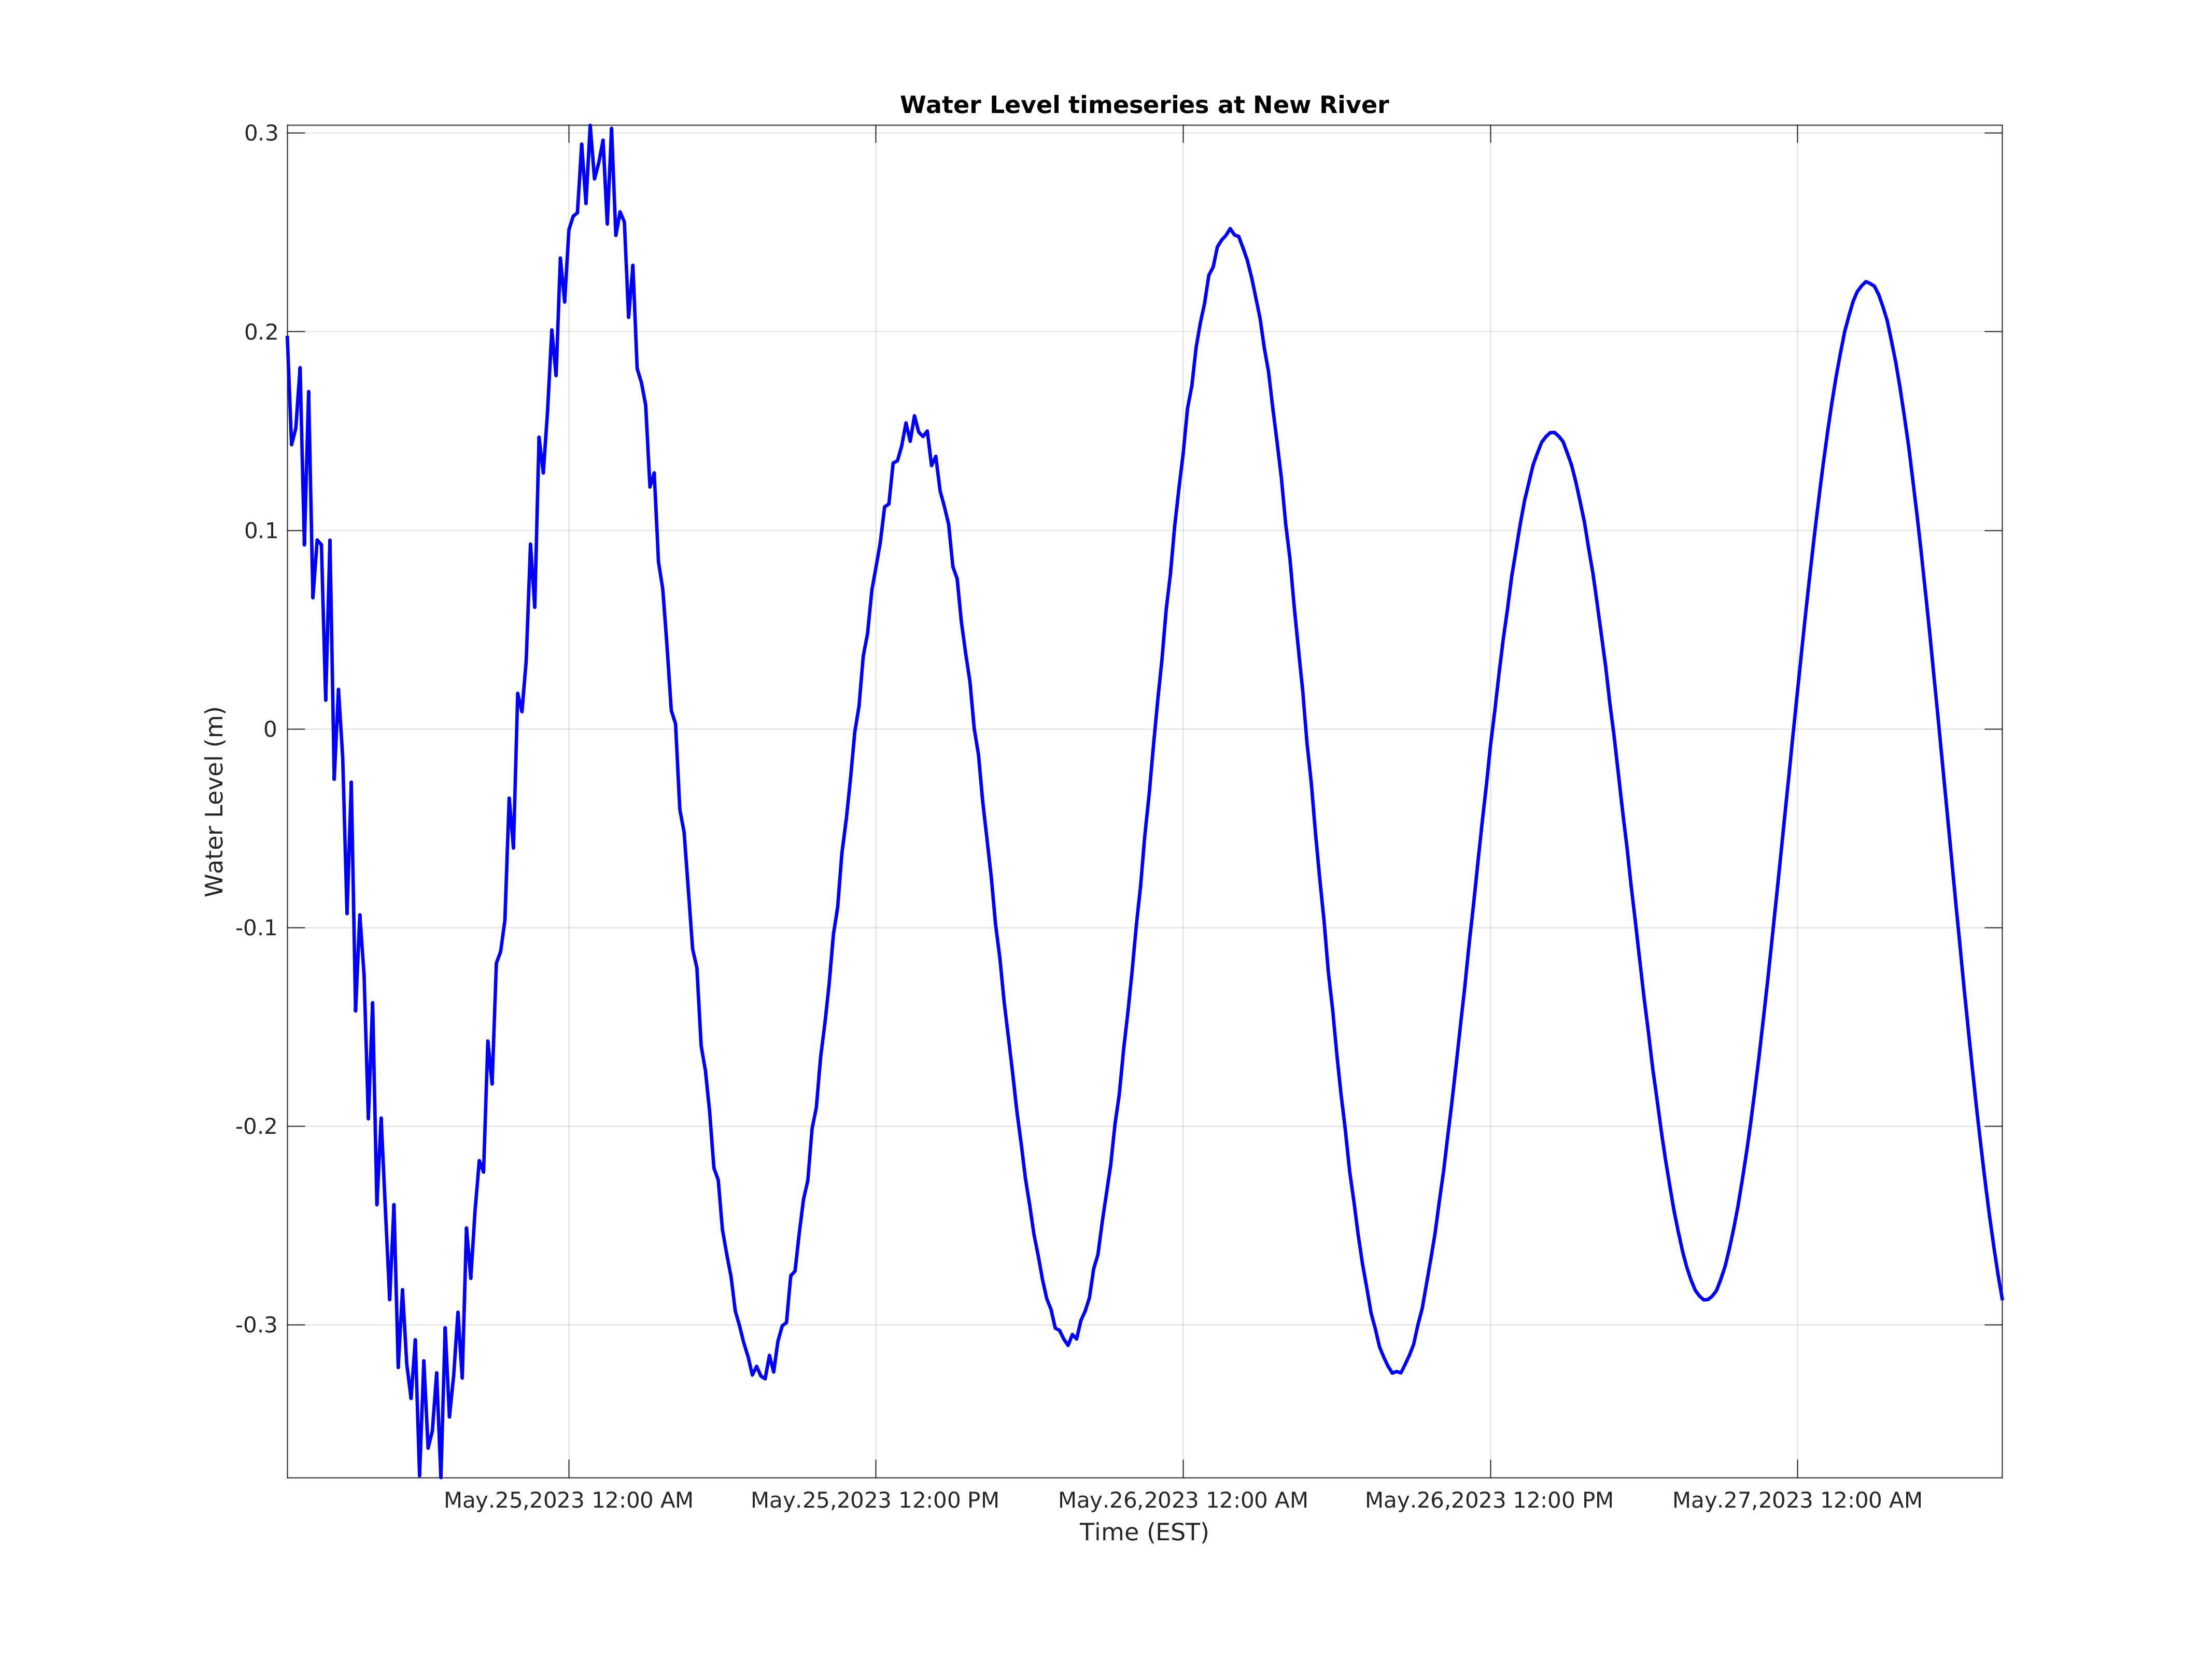 Water Level timeseries at New River
0.3
0.2
0.1
0
-0.1
-0.2
-0.3
Water Level (m)
May.25,2023 12:00 AM
May.25,2023 12:00 PM
May.26,2023 12:00 AM
May.26,2023 12:00 PM
May.27,2023 12:00 AM
Time (EST)